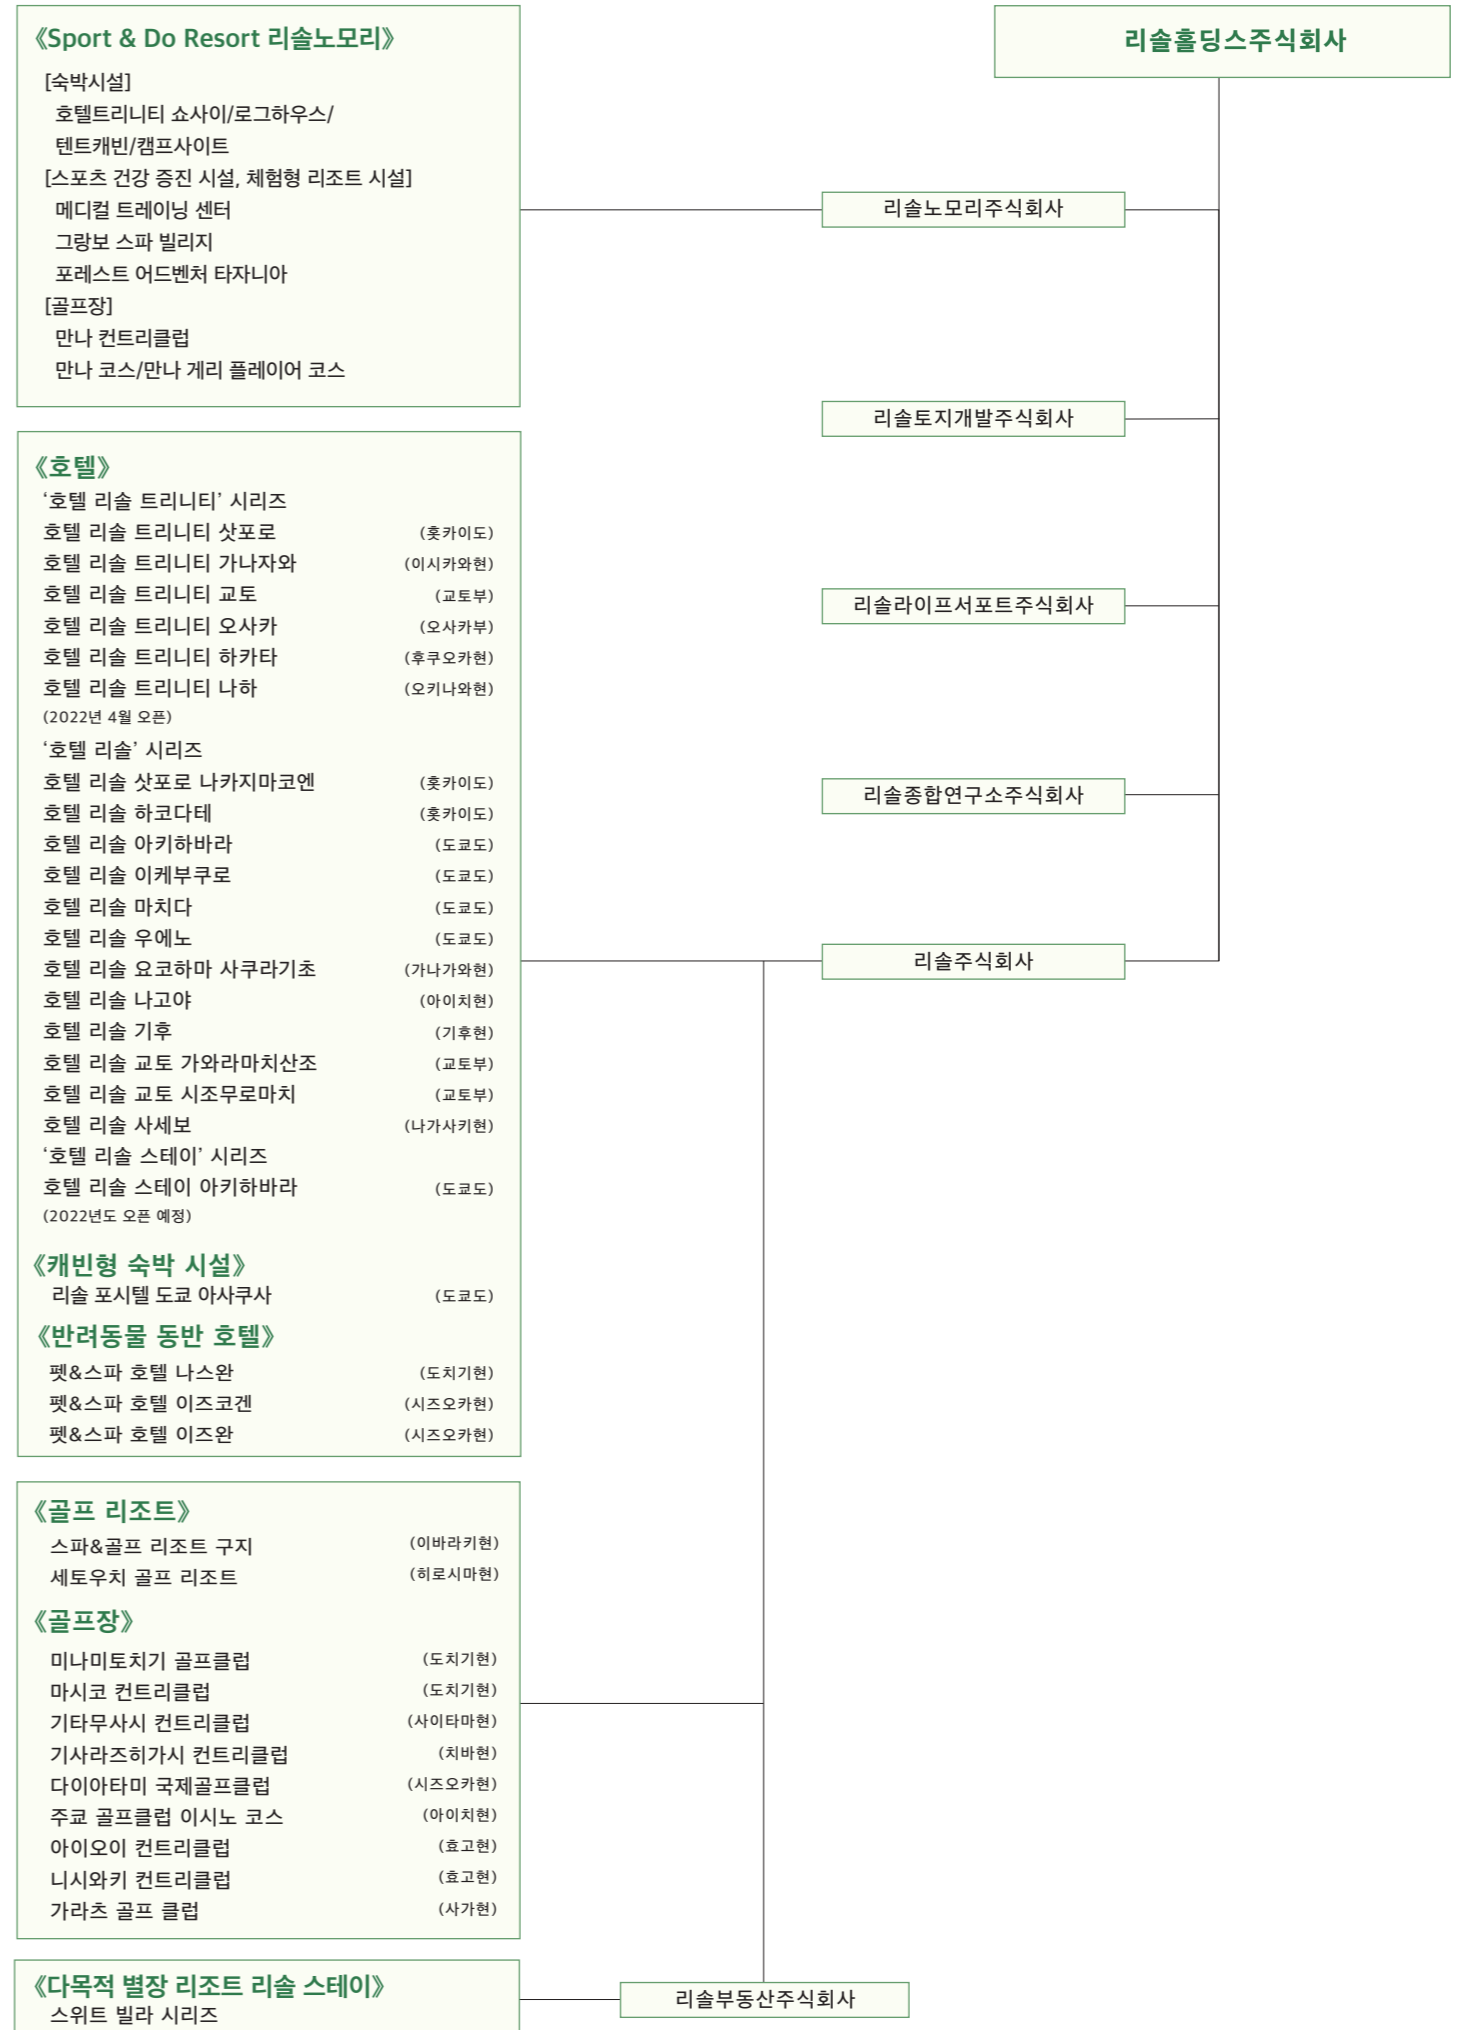 《Sport & Do Resort 리솔노모리》
[숙박시설]
호텔트리니티 쇼사이/로그하우스/
텐트캐빈/캠프사이트
[스포츠 건강 증진 시설, 체험형 리조트 시설]
메디컬 트레이닝 센터
그랑보 스파 빌리지
포레스트 어드벤처 타자니아
[골프장]
만나 컨트리클럽
만나 코스/만나 게리 플레이어 코스
리솔홀딩스주식회사
리솔노모리주식회사
리솔토지개발주식회사
리솔라이프서포트주식회사
리솔종합연구소주식회사
리솔주식회사
《호텔》
‘호텔 리솔 트리니티’ 시리즈
호텔 리솔 트리니티 삿포로 (홋카이도)
호텔 리솔 트리니티 가나자와 (이시카와현)
호텔 리솔 트리니티 교토 (교토부)
호텔 리솔 트리니티 오사카 (오사카부)
호텔 리솔 트리니티 하카타 (후쿠오카현)
호텔 리솔 트리니티 나하 (오키나와현)
(2022년 4월 오픈)
‘호텔 리솔’ 시리즈
호텔 리솔 삿포로 나카지마코엔 (홋카이도)
호텔 리솔 하코다테 (홋카이도)
호텔 리솔 아키하바라 (도쿄도)
호텔 리솔 이케부쿠로 (도쿄도)
호텔 리솔 마치다 (도쿄도)
호텔 리솔 우에노 (도쿄도)
호텔 리솔 요코하마 사쿠라기초 (가나가와현)
호텔 리솔 나고야 (아이치현)
호텔 리솔 기후 (기후현)
호텔 리솔 교토 가와라마치산조 (교토부)
호텔 리솔 교토 시조무로마치 (교토부)
호텔 리솔 사세보 (나가사키현)
‘호텔 리솔 스테이’ 시리즈
호텔 리솔 스테이 아키하바라 (도쿄도)
(2022년도 오픈 예정)
《캐빈형 숙박 시설》
리솔 포시텔 도쿄 아사쿠사 (도쿄도)
《반려동물 동반 호텔》
펫&스파 호텔 나스완 (도치기현)
펫&스파 호텔 이즈코겐 (시즈오카현)
펫&스파 호텔 이즈완 (시즈오카현)
《골프 리조트》
스파&골프 리조트 구지 (이바라키현)
세토우치 골프 리조트 (히로시마현)
《골프장》
미나미토치기 골프클럽 (도치기현)
마시코 컨트리클럽 (도치기현)
기타무사시 컨트리클럽 (사이타마현)
기사라즈히가시 컨트리클럽 (치바현)
다이아타미 국제골프클럽 (시즈오카현)
주쿄 골프클럽 이시노 코스 (아이치현)
아이오이 컨트리클럽 (효고현)
니시와키 컨트리클럽 (효고현)
가라츠 골프 클럽 (사가현)
《다목적 별장 리조트 리솔 스테이》
스위트 빌라 시리즈
리솔부동산주식회사